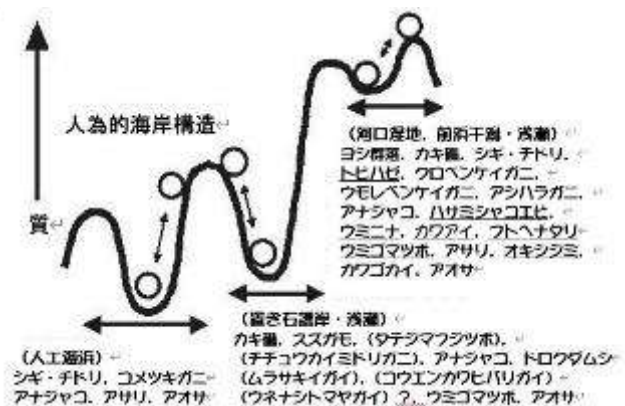 人為的海岸構造
質
(河口湿地、前浜干潟・浅瀬)
ヨシ群落、カキ礁、シギ・チドリ、
トビハゼ、クロベンケイガニ、
ウモレベンケイガニ、アシハラガニ、
アナジャコ、ハサミシャコエビ、
ウミニナ、カワアイ、フトヘナタリ
ウミゴマツボ、アサリ、オキシジミ、
カワゴカイ、アオサ
(置き石護岸・浅瀬)
カキ礁、スズガモ、(タテジマフジツボ)、
(チチュウカイミドリガニ)、アナジャコ、ドロクダムシ
(ムラサキイガイ)、(コウエンカワヒバリガイ)
(ウネナシトマヤガイ)?、ウミゴマツボ、アオサ
(人工海浜)
シギ・チドリ、コメツキガニ
アナジャコ、アサリ、アオサ